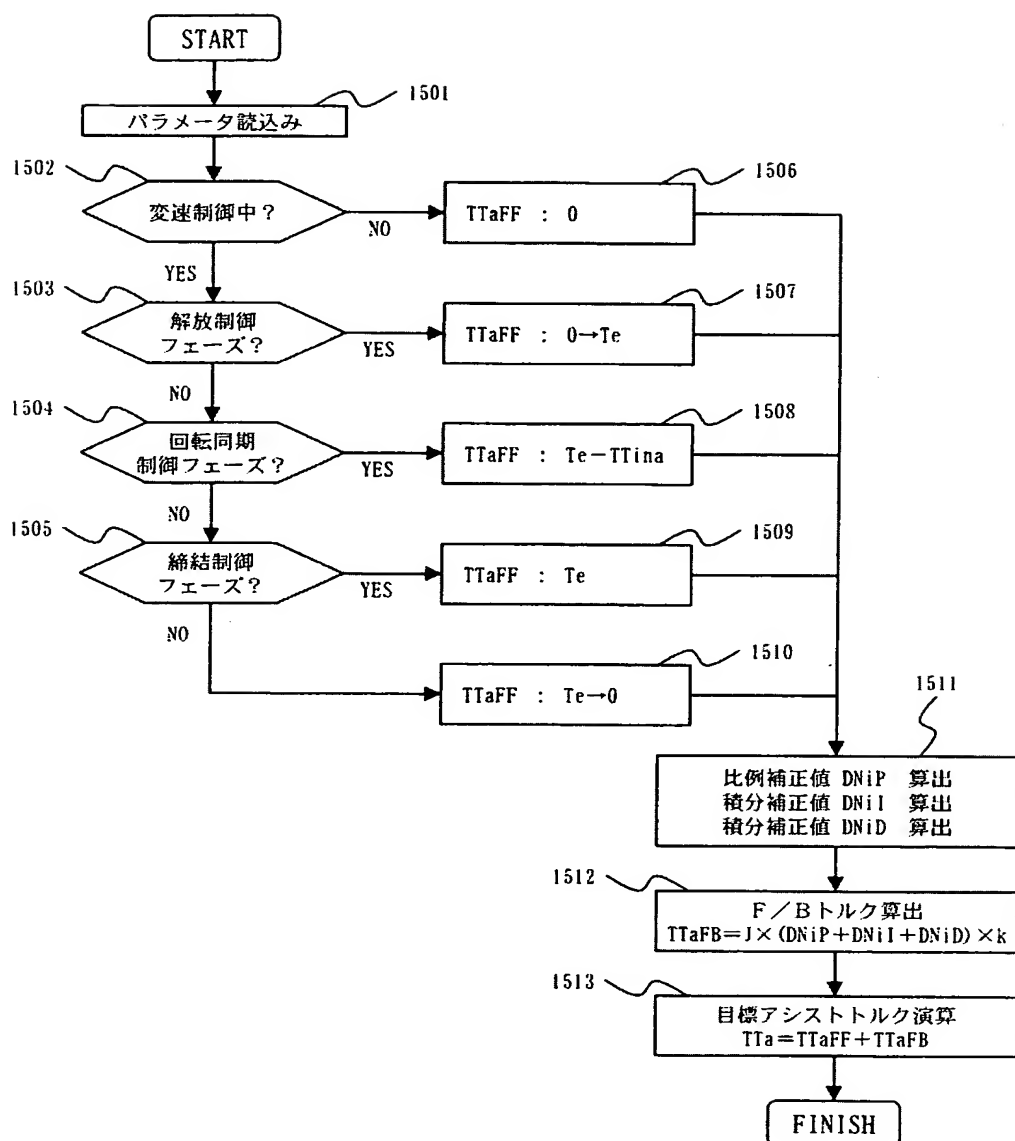 START
1501
パラメータ読込み
1502
変速制御中？
NO
1506
TTaFF : 0
YES
1503
解放制御
フェーズ？
YES
1507
TTaFF : 0→Te
NO
1504
回転同期
制御フェーズ？
YES
1508
TTaFF : Te－TTina
NO
1505
締結制御
フェーズ？
YES
1509
TTaFF : Te
NO
1510
TTaFF : Te→0
1511
比例補正値 DNiP 算出
積分補正値 DNiI 算出
積分補正値 DNiD 算出
1512
F／Bトルク算出
TTaFB＝J×(DNiP＋DNiI＋DNiD)×k
1513
目標アシストトルク演算
TTa＝TTaFF＋TTaFB
FINISH